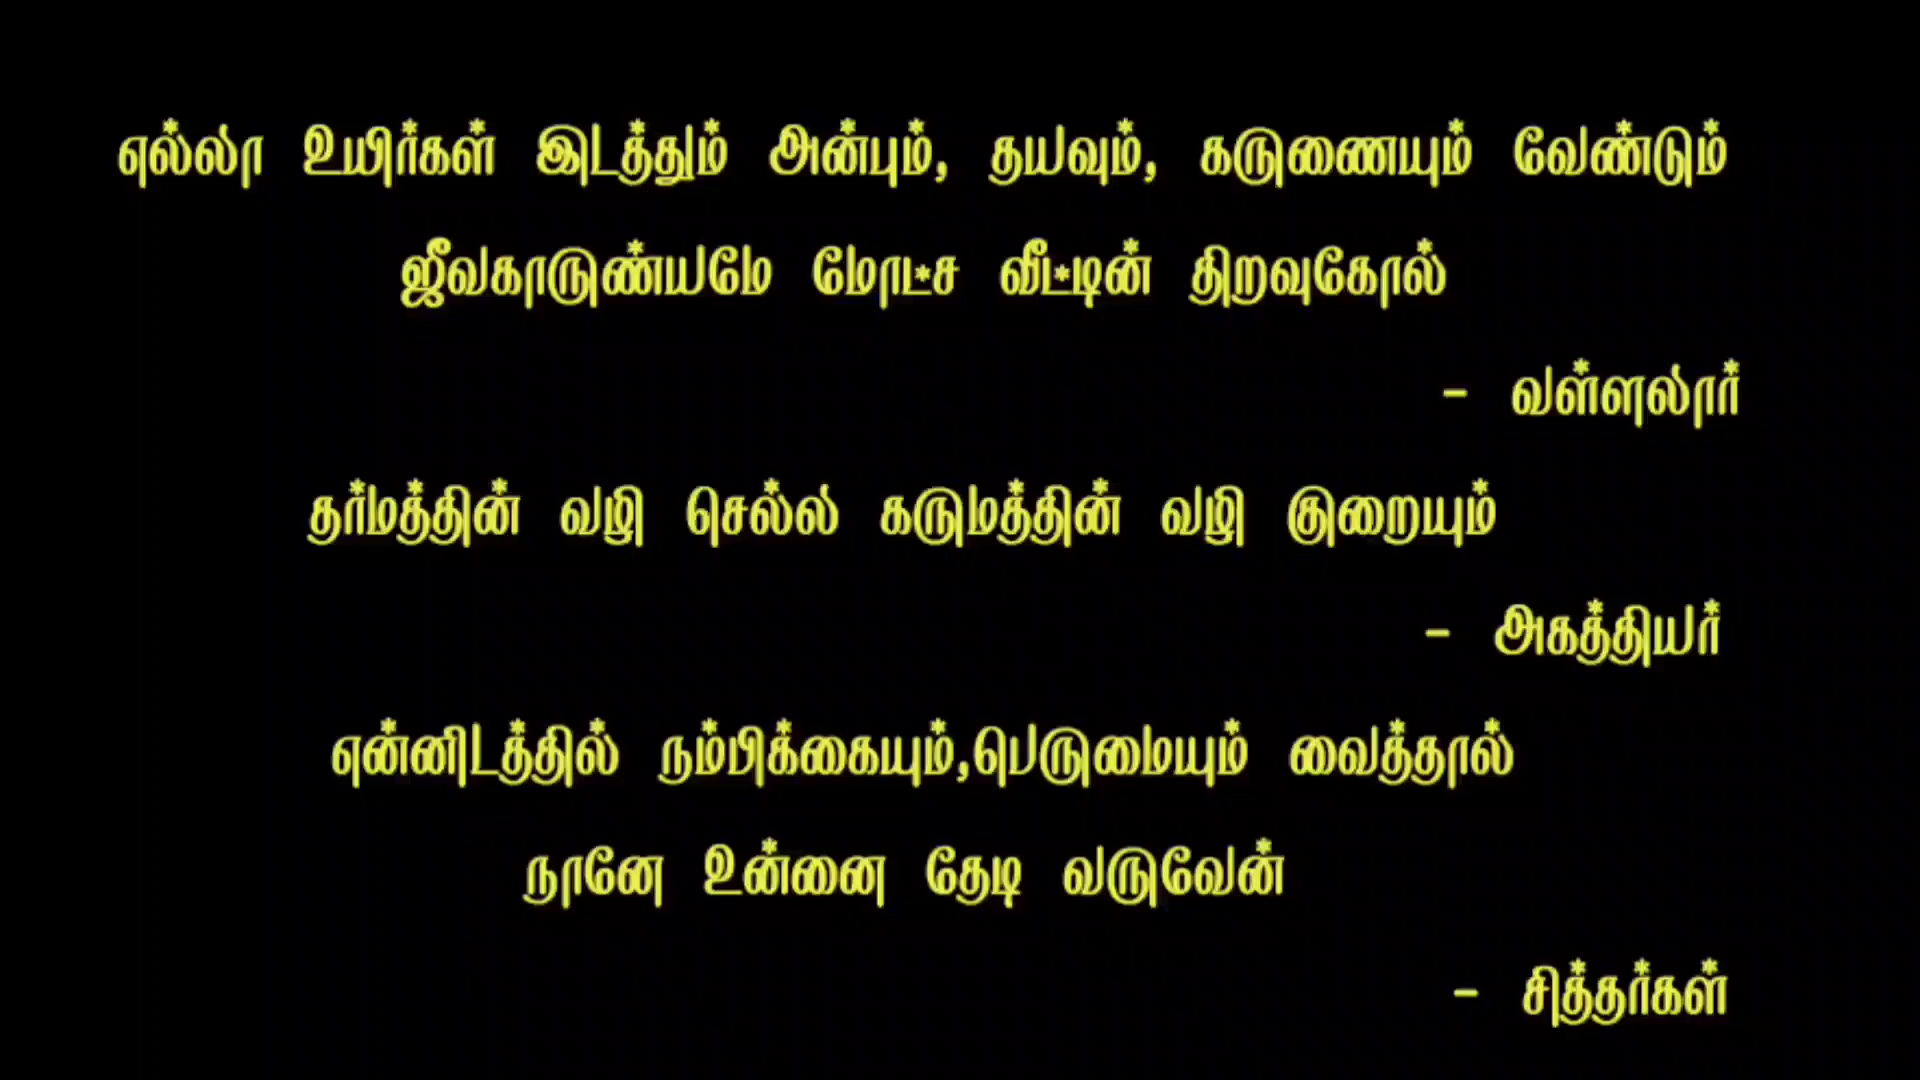 எல்லா உயிர்கள் இடத்தும் அன்பும், தயவும், கருணையும் வேண்டும்
ஜீவகாருண்யமே மோட்ச வீட்டின் திறவுகோல்
- வள்ளலார்
தர்மத்தின் வழி செல்ல கருமத்தின் வழி குறையும்
- அகத்தியர்
என்னிடத்தில் நம்பிக்கையும்,பெருமையும் வைத்தால்
நானே உன்னை தேடி வருவேன்
- சித்தர்கள்